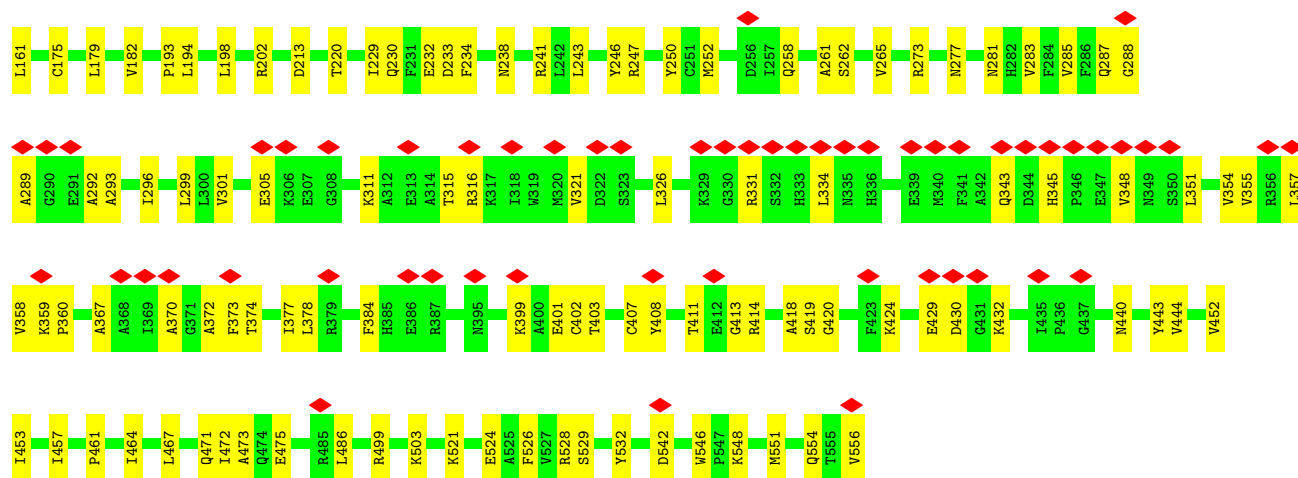 L161 C175 L179 V182 P193 L194 L198 R202 D213 T220 I229 Q230 F231 E232 D233 F234 N238 R241 L242 L243 Y246 R247 Y250 C251 M252 D256 I257 Q258 A261 S262 V265 R273 N277 N281 H282 V283 F284 V285 F286 Q287 G288
A289 G290 E291 A292 A293 I296 L299 L300 V301 E305 K306 E307 G308 K311 A312 E313 A314 T315 R316 K317 I318 W319 M320 V321 D322 S323 L326 K329 G330 R331 S332 H333 L334 N335 H336 E339 M340 F341 A342 Q343 D344 H345 P346 E347 V348 N349 S350 L351 V354 V355 R356 L357
V358 K359 P360 A367 A368 I369 A370 G371 A372 F373 T374 I377 L378 R379 F384 H385 E386 R387 N395 K399 A400 E401 C402 T403 C407 Y408 T411 E412 G413 R414 A418 S419 G420 F423 K424 E429 D430 G431 K432 I435 P436 G437 N440 Y443 V444 V452
I453 I457 P461 I464 L467 Q471 I472 A473 Q474 E475 R485 L486 R499 K503 K521 E524 A525 F526 V527 R528 S529 Y532 D542 W546 P547 K548 M551 Q554 T555 V556